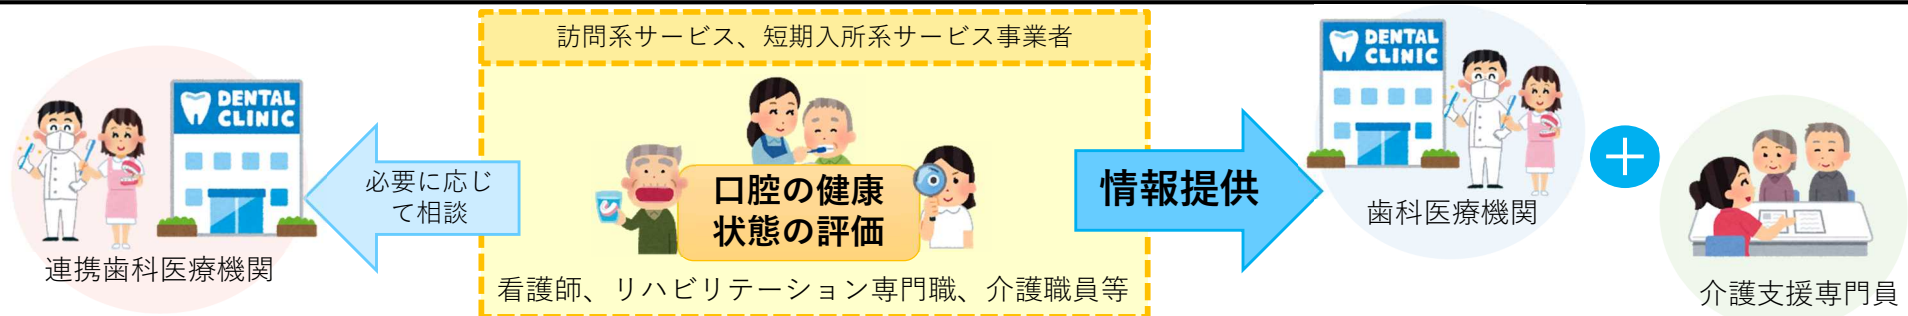 訪問系サービス、短期入所系サービス事業者
DENTAL
CLINIC
必要に応じ
て相談
連携歯科医療機関
口腔の健康
状態の評価
看護師、リハビリテーション専門職、介護職員等
情報提供
DENTAL
CLINIC
歯科医療機関
+
介護支援専門員